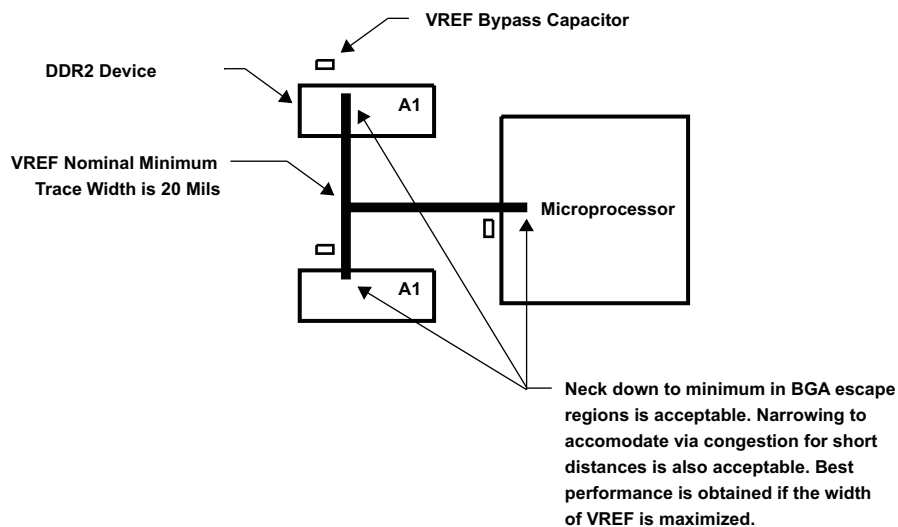 VREF Bypass Capacitor
DDR2 Device
A1
VREF Nominal Minimum
Trace Width is 20 Mils
Microprocessor
A1
Neck down to minimum in BGA escape
regions is acceptable. Narrowing to
accomodate via congestion for short
distances is also acceptable. Best
performance is obtained if the width
of VREF is maximized.